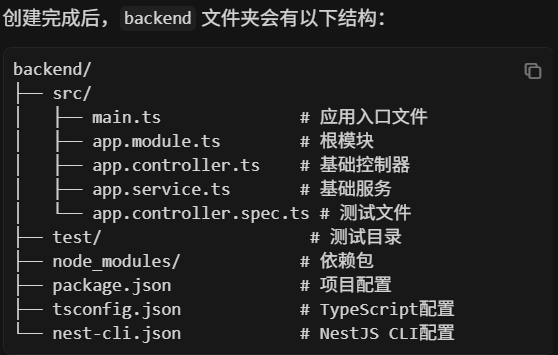 创建完成后，backend 文件夹会有以下结构：
backend/
├── src/
│   ├── main.ts              # 应用入口文件
│   ├── app.module.ts        # 根模块
│   ├── app.controller.ts    # 基础控制器
│   ├── app.service.ts       # 基础服务
│   └── app.controller.spec.ts # 测试文件
├── test/                     # 测试目录
├── node_modules/            # 依赖包
├── package.json             # 项目配置
├── tsconfig.json            # TypeScript配置
└── nest-cli.json            # NestJS CLI配置